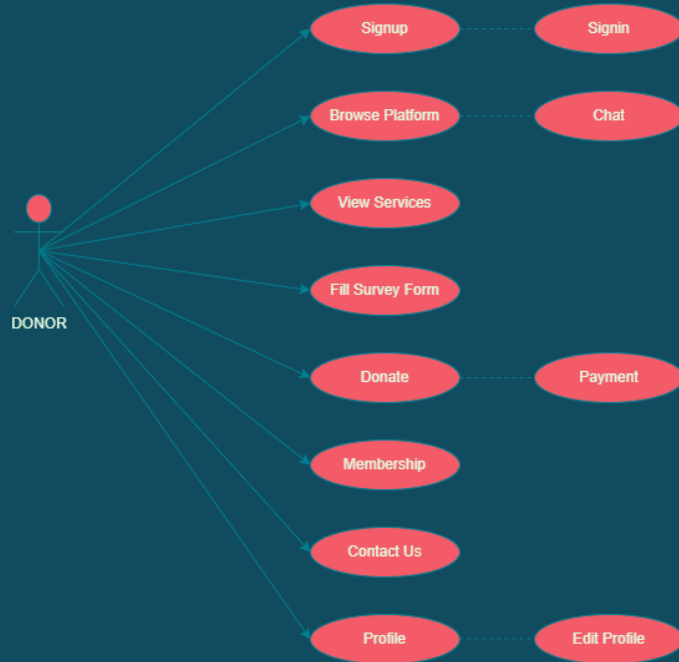 Signup
Signin
Browse Platform
Chat
View Services
Fill Survey Form
DONOR
Donate
Payment
Membership
Contact Us
Profile
Edit Profile